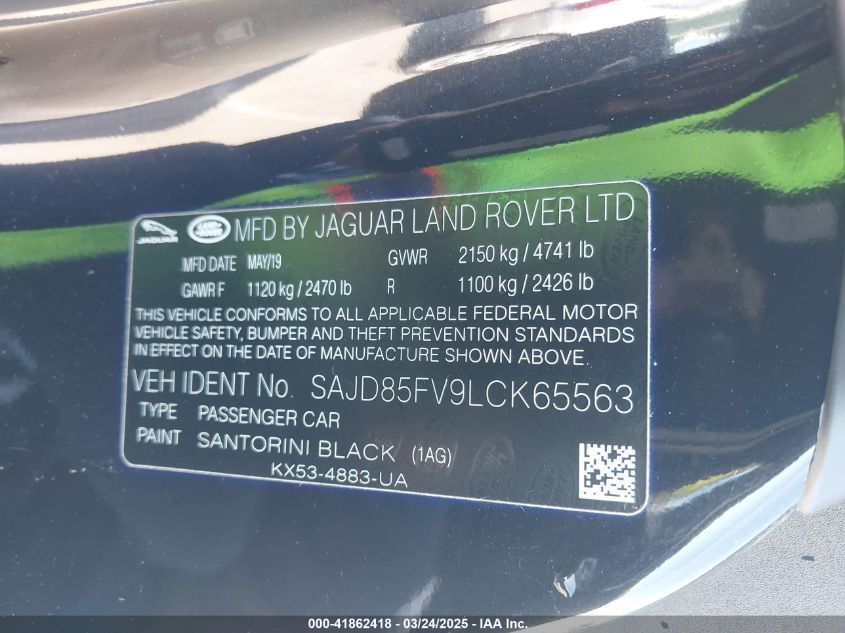 JAGUAR LAND ROVER MFD BY JAGUAR LAND ROVER LTD
MFD DATE MAY/19 GVWR 2150 kg / 4741 lb
GAWR F 1120 kg / 2470 lb R 1100 kg / 2426 lb
THIS VEHICLE CONFORMS TO ALL APPLICABLE FEDERAL MOTOR
VEHICLE SAFETY, BUMPER AND THEFT PREVENTION STANDARDS
IN EFFECT ON THE DATE OF MANUFACTURE SHOWN ABOVE.
VEH IDENT No. SAJD85FV9LCK65563
TYPE PASSENGER CAR
PAINT SANTORINI BLACK (1AG)
KX53-4883-UA
000-41862418 - 03/24/2025 - IAAI.com